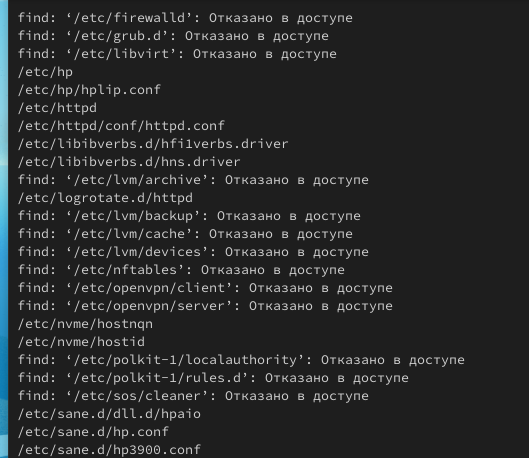 find: ‘/etc/firewalld’: Отказано в доступе
find: ‘/etc/grub.d’: Отказано в доступе
find: ‘/etc/libvirt’: Отказано в доступе
/etc/hp
/etc/hp/hplip.conf
/etc/httpd
/etc/httpd/conf/httpd.conf
/etc/libibverbs.d/hfi1verbs.driver
/etc/libibverbs.d/hns.driver
find: ‘/etc/lvm/archive’: Отказано в доступе
/etc/logrotate.d/httpd
find: ‘/etc/lvm/backup’: Отказано в доступе
find: ‘/etc/lvm/cache’: Отказано в доступе
find: ‘/etc/lvm/devices’: Отказано в доступе
find: ‘/etc/nftables’: Отказано в доступе
find: ‘/etc/openvpn/client’: Отказано в доступе
find: ‘/etc/openvpn/server’: Отказано в доступе
/etc/nvme/hostnqn
/etc/nvme/hostid
find: ‘/etc/polkit-1/localauthority’: Отказано в доступе
find: ‘/etc/polkit-1/rules.d’: Отказано в доступе
find: ‘/etc/sos/cleaner’: Отказано в доступе
/etc/sane.d/dll.d/hpaio
/etc/sane.d/hp.conf
/etc/sane.d/hp3900.conf